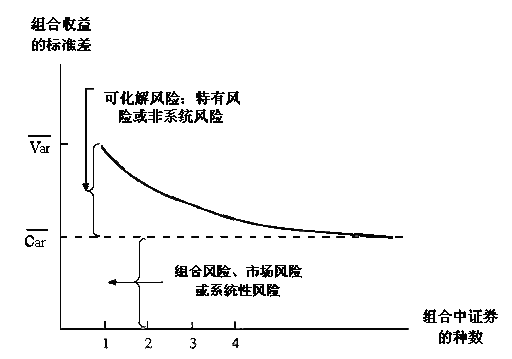 组合收益
的标准差
可化解风险：特有风
险或非系统风险
Var
Car
组合风险、市场风险
或系统性风险
组合中证券
的种数
1 2 3 4